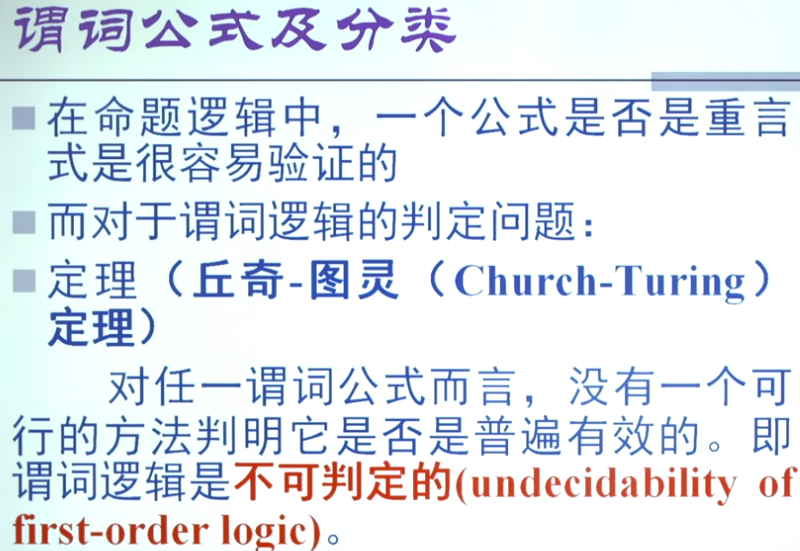 谓词公式及分类
在命题逻辑中，一个公式是否是重言
式是很容易验证的
而对于谓词逻辑的判定问题：
定理（丘奇-图灵（Church-Turing）
定理）
对任一谓词公式而言，没有一个可
行的方法判明它是否是普遍有效的。即
谓词逻辑是不可判定的(undecidability of
first-order logic)。